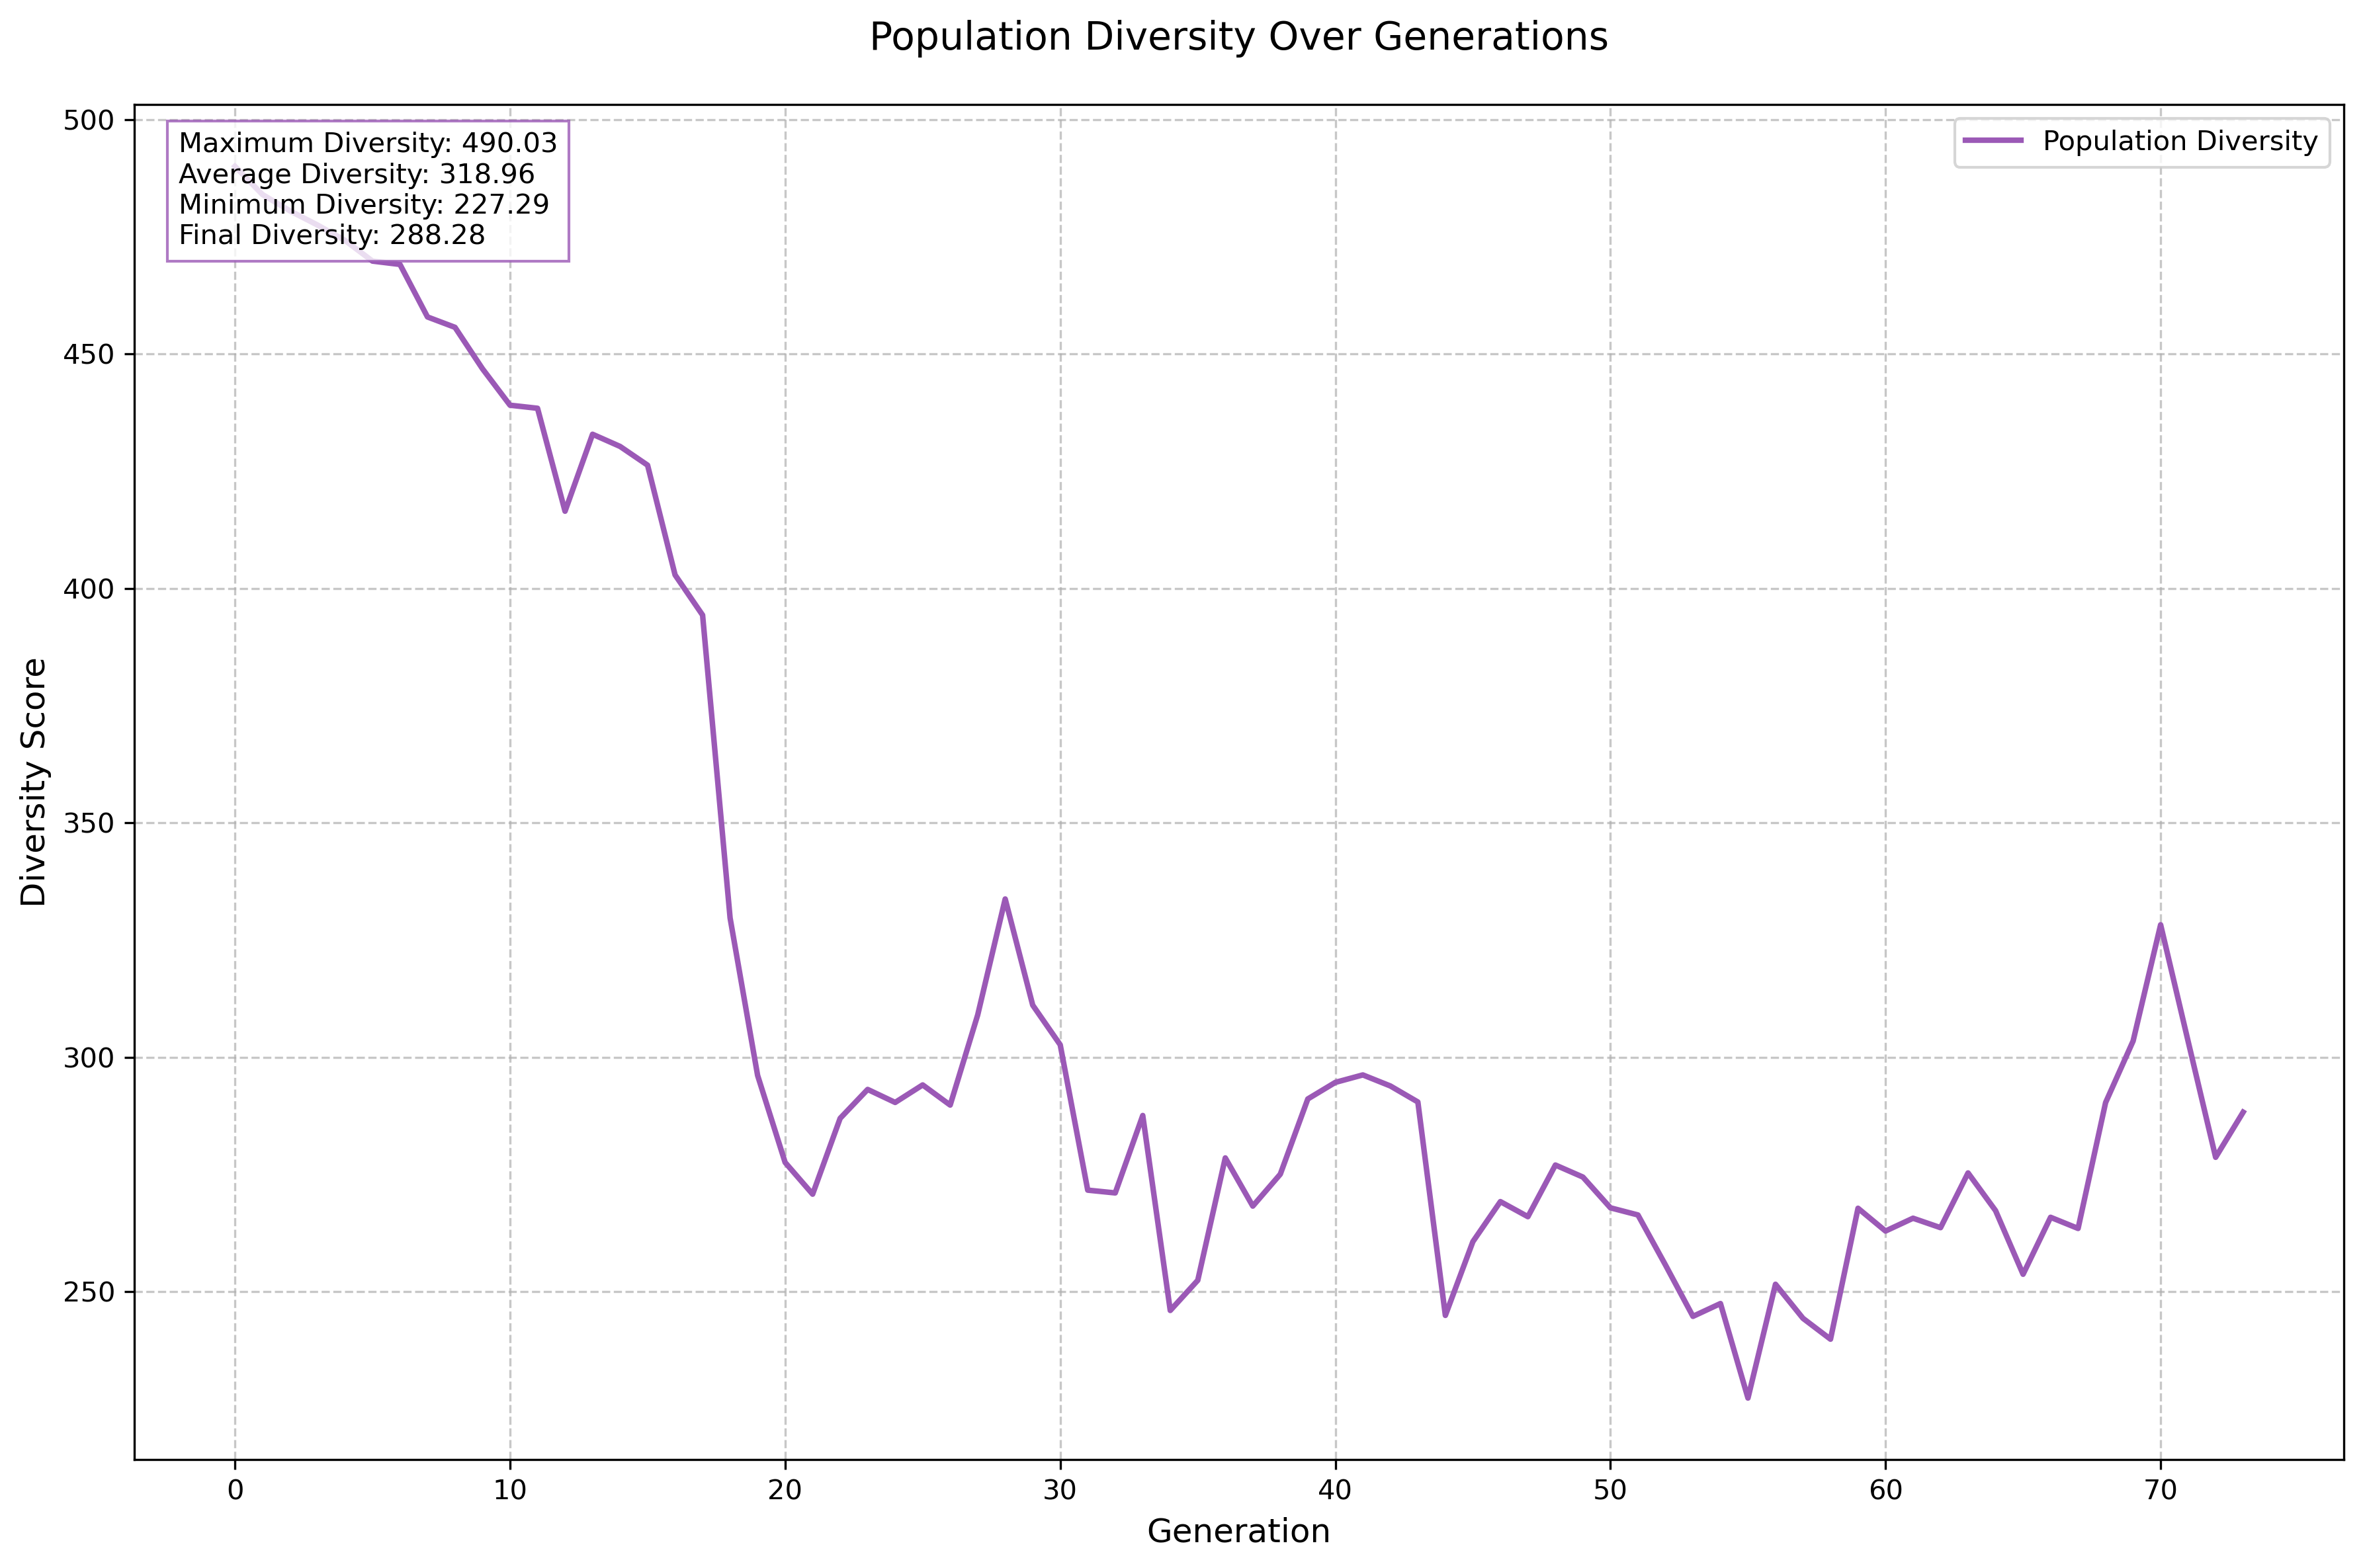 Population Diversity Over Generations
Maximum Diversity: 490.03
Average Diversity: 318.96
Minimum Diversity: 227.29
Final Diversity: 288.28
Population Diversity
Diversity Score
500
450
400
350
300
250
0 10 20 30 40 50 60 70
Generation